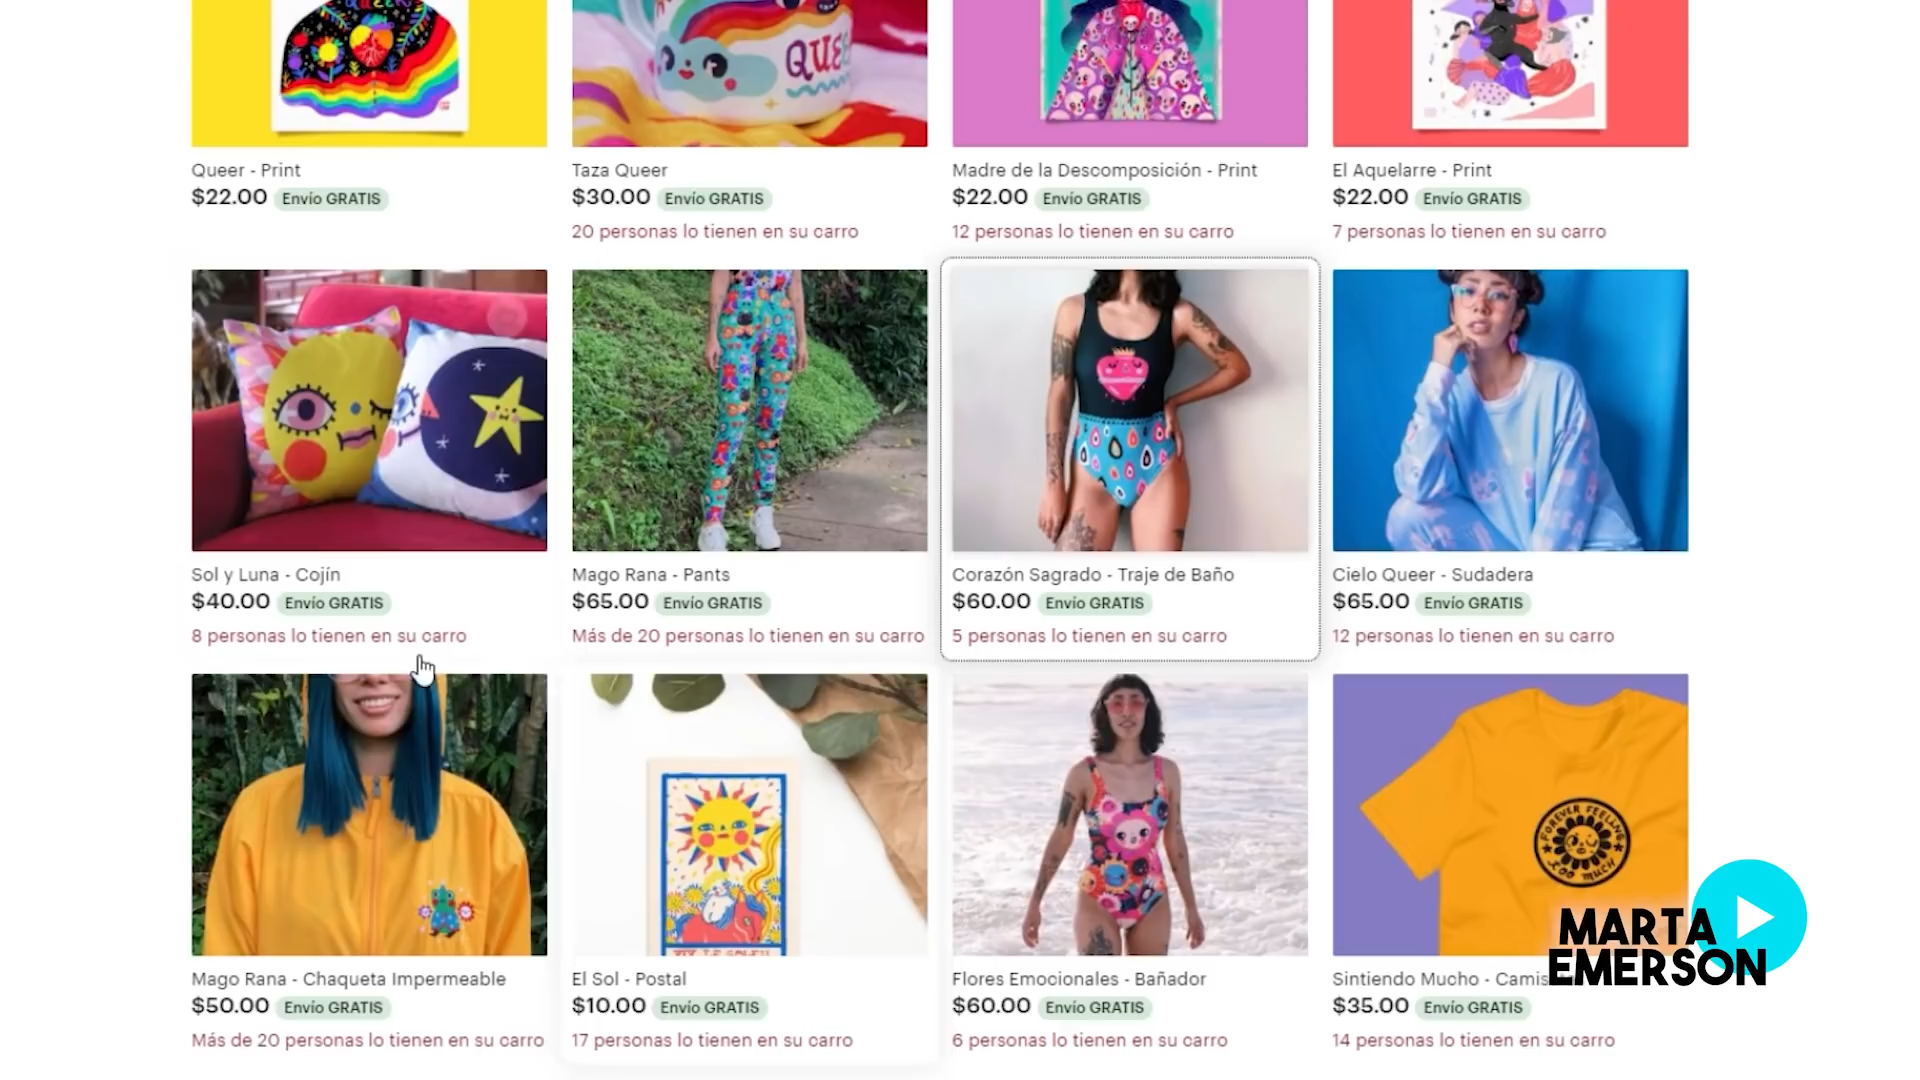 QUEER
QUEE
Queer - Print
$22.00 Envío GRATIS
Taza Queer
$30.00 Envío GRATIS
20 personas lo tienen en su carro
Madre de la Descomposición - Print
$22.00 Envío GRATIS
12 personas lo tienen en su carro
El Aquelarre - Print
$22.00 Envío GRATIS
7 personas lo tienen en su carro
Sol y Luna - Cojín
$40.00 Envío GRATIS
8 personas lo tienen en su carro
Mago Rana - Pants
$65.00 Envío GRATIS
Más de 20 personas lo tienen en su carro
Corazón Sagrado - Traje de Baño
$60.00 Envío GRATIS
5 personas lo tienen en su carro
Cielo Queer - Sudadera
$65.00 Envío GRATIS
12 personas lo tienen en su carro
FOREVER FEELING
TOO MUCH
MARTA
EMERSON
Mago Rana - Chaqueta Impermeable
$50.00 Envío GRATIS
Más de 20 personas lo tienen en su carro
El Sol - Postal
$10.00 Envío GRATIS
17 personas lo tienen en su carro
Flores Emocionales - Bañador
$60.00 Envío GRATIS
6 personas lo tienen en su carro
Sintiendo Mucho - Camis
$35.00 Envío GRATIS
14 personas lo tienen en su carro